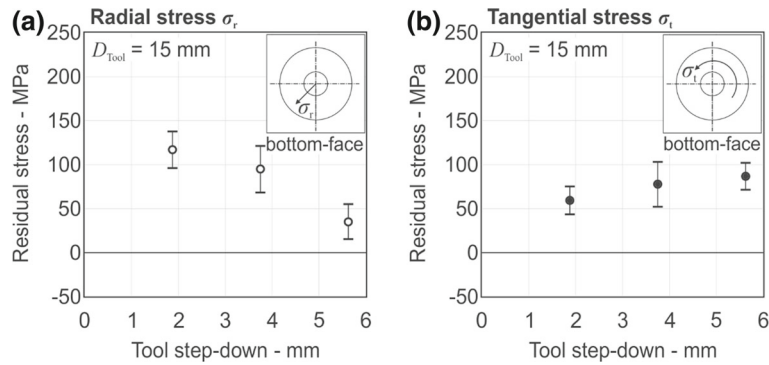 (a) Radial stress σr
250
200
150
100
50
0
-50
Residual stress - MPa
DTool = 15 mm
σr
bottom-face
0 1 2 3 4 5 6
Tool step-down - mm
(b) Tangential stress σt
250
200
150
100
50
0
-50
Residual stress - MPa
DTool = 15 mm
σt
bottom-face
0 1 2 3 4 5 6
Tool step-down - mm